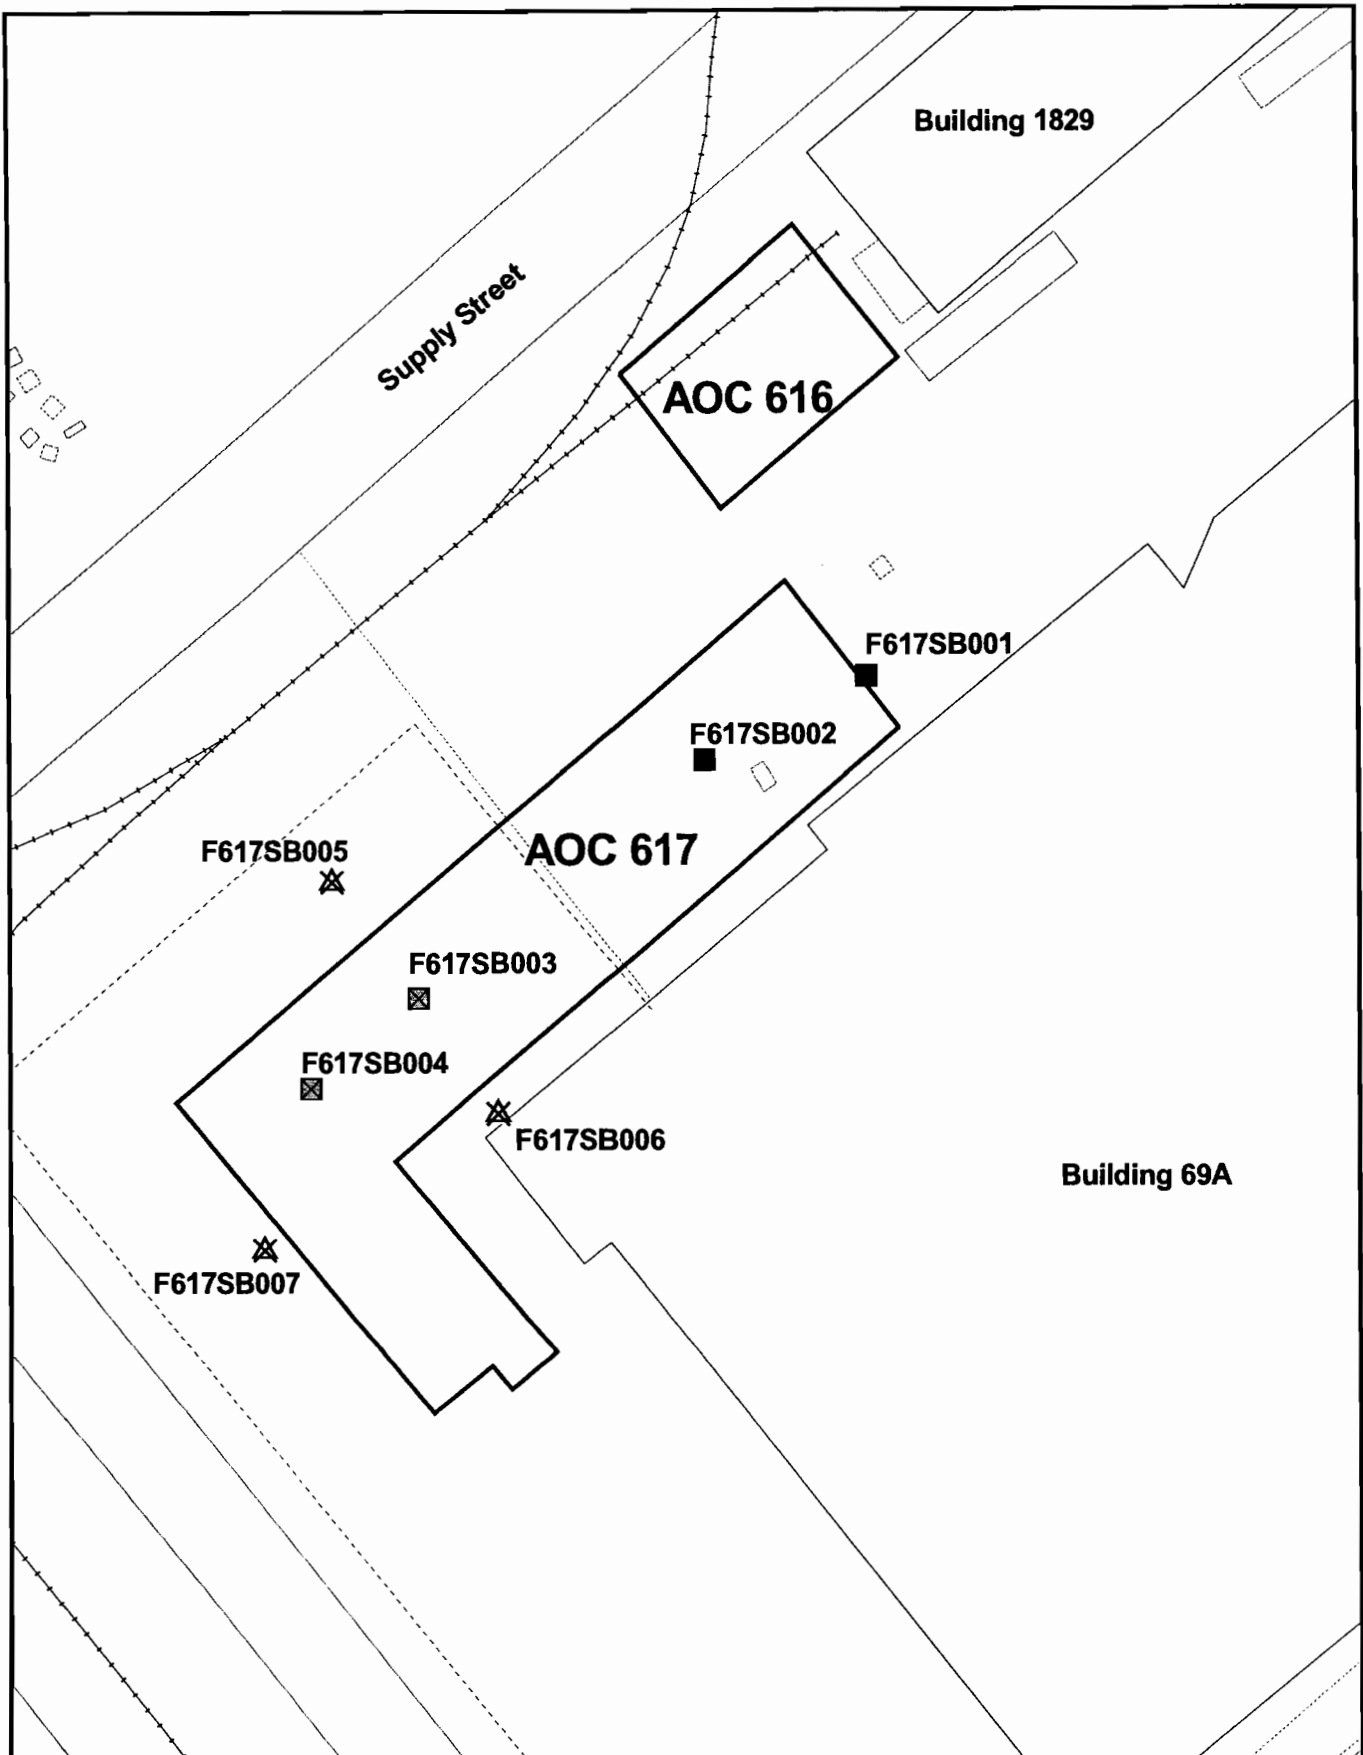 Building 1829
Supply Street
AOC 616
F617SB001
F617SB002
AOC 617
F617SB005
F617SB003
F617SB004
F617SB006
Building 69A
F617SB007